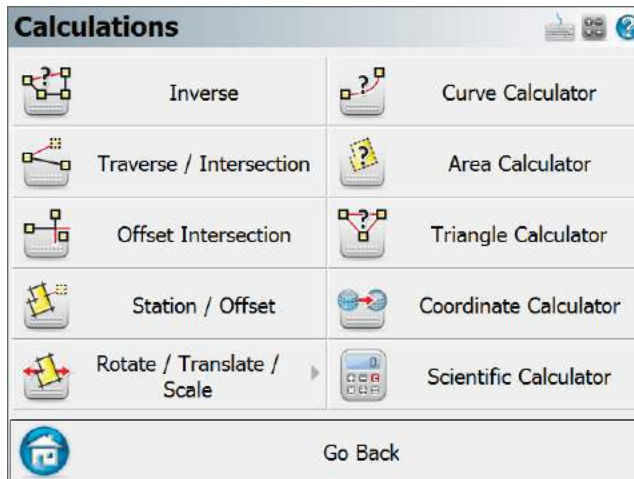 Calculations
Inverse
Curve Calculator
Traverse / Intersection
Area Calculator
Offset Intersection
Triangle Calculator
Station / Offset
Coordinate Calculator
Rotate / Translate /
Scale
Scientific Calculator
Go Back